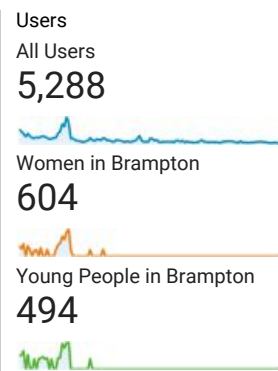 Users
All Users
5,288
Women in Brampton
604
Young People in Brampton
494